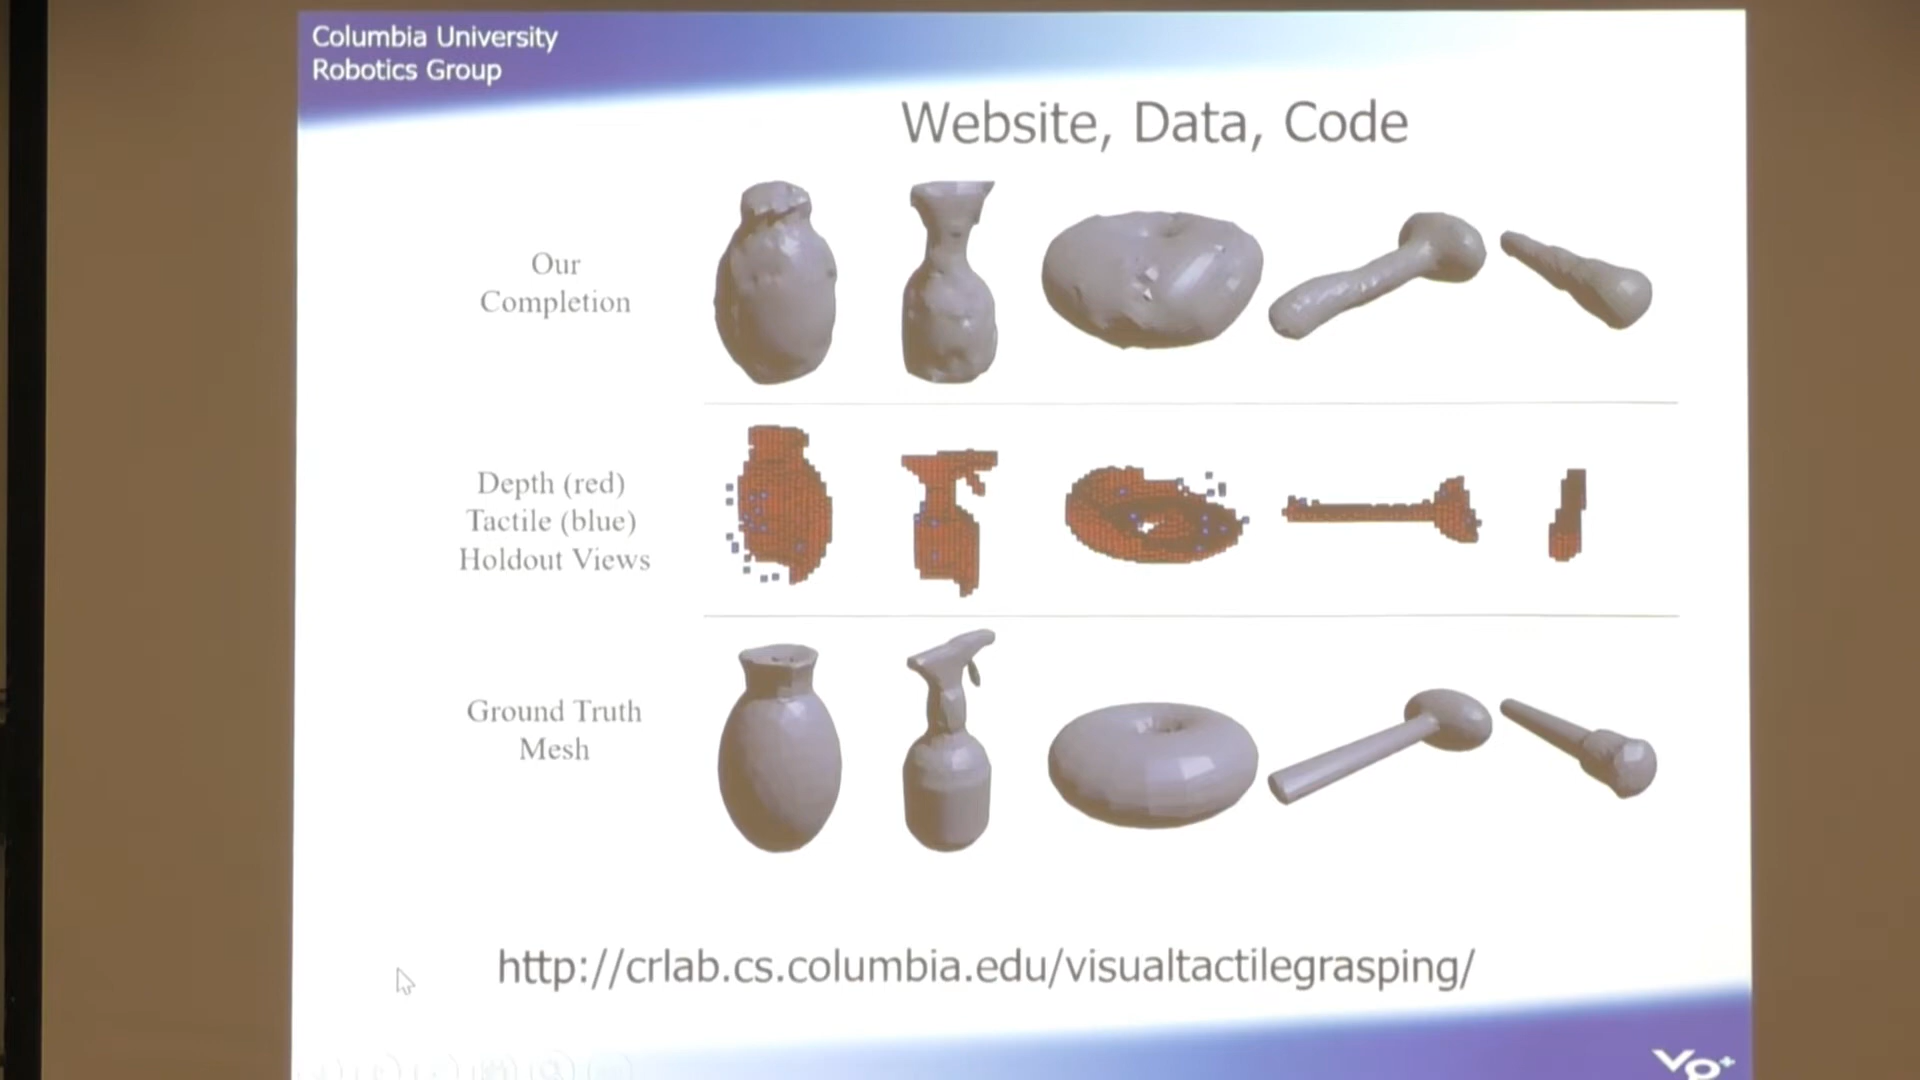 Columbia University
Robotics Group
Website, Data, Code
Our
Completion
Depth (red)
Tactile (blue)
Holdout Views
Ground Truth
Mesh
http://crlab.cs.columbia.edu/visualtactilegrasping/